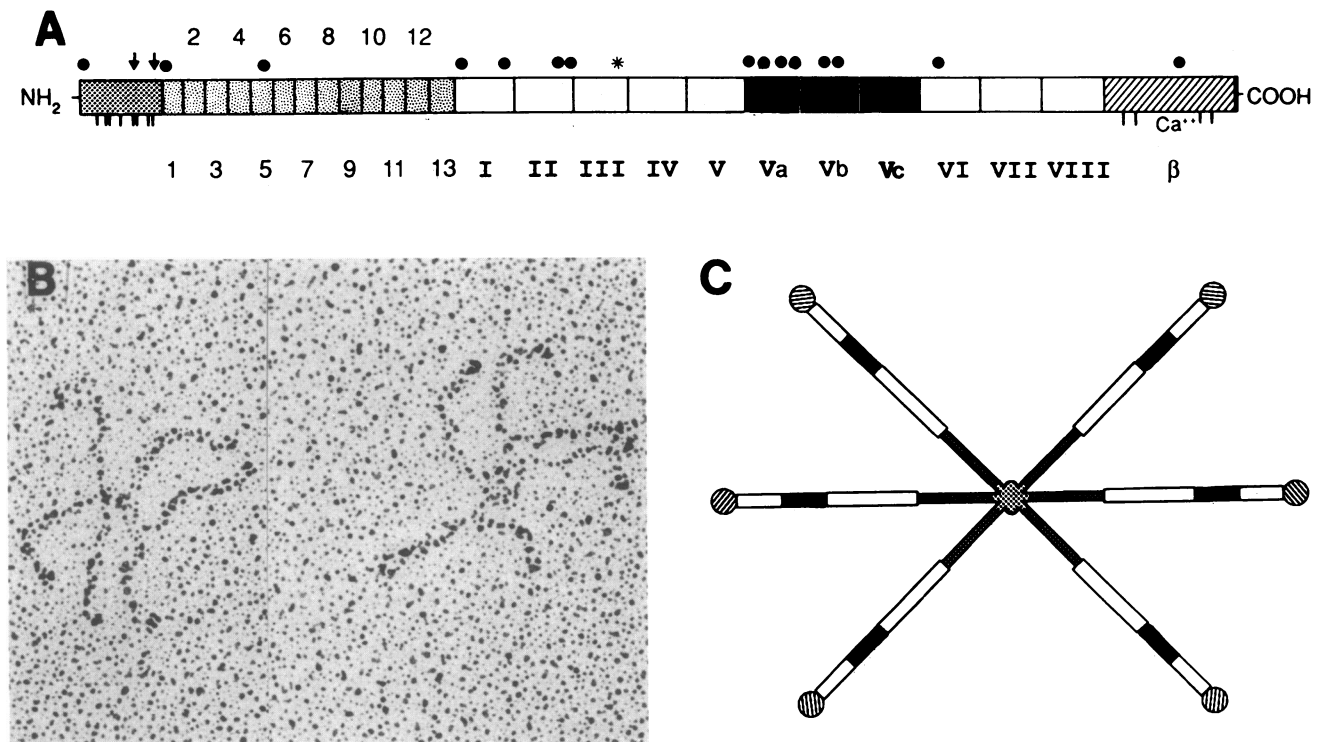 A
2 4 6 8 10 12
NH2 COOH
Ca++
1 3 5 7 9 11 13 I II III IV V Va Vb Vc VI VII VIII β
B
C